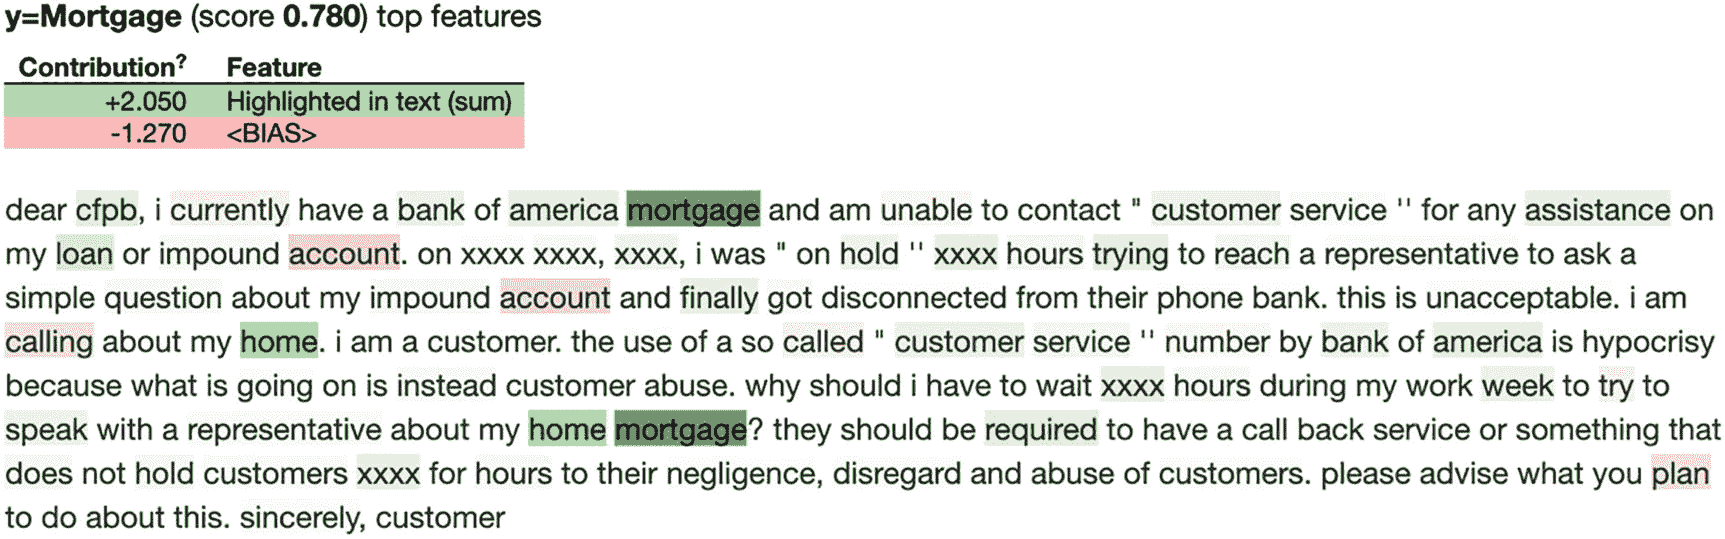 y=Mortgage (score 0.780) top features
Contribution? Feature
+2.050 Highlighted in text (sum)
-1.270 <BIAS>
dear cfpb, i currently have a bank of america mortgage and am unable to contact " customer service '' for any assistance on
my loan or impound account. on xxxx xxxx, xxxx, i was " on hold '' xxxx hours trying to reach a representative to ask a
simple question about my impound account and finally got disconnected from their phone bank. this is unacceptable. i am
calling about my home. i am a customer. the use of a so called " customer service '' number by bank of america is hypocrisy
because what is going on is instead customer abuse. why should i have to wait xxxx hours during my work week to try to
speak with a representative about my home mortgage? they should be required to have a call back service or something that
does not hold customers xxxx for hours to their negligence, disregard and abuse of customers. please advise what you plan
to do about this. sincerely, customer